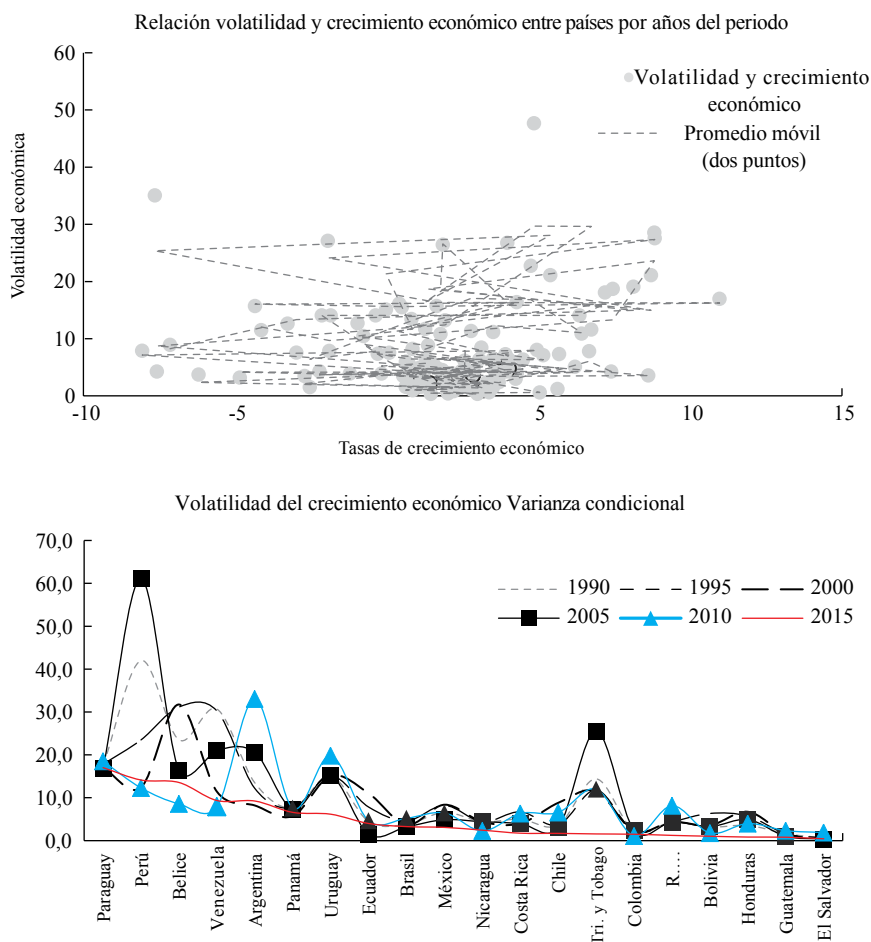 Relación volatilidad y crecimiento económico entre países por años del periodo
60
50
40
30
20
10
0
-10
-5
0
5
10
15
Volatilidad económica
Tasas de crecimiento económico
Volatilidad y crecimiento
económico
Promedio móvil
(dos puntos)
Volatilidad del crecimiento económico Varianza condicional
70,0
60,0
50,0
40,0
30,0
20,0
10,0
0,0
1990
1995
2000
2005
2010
2015
Paraguay
Perú
Belice
Venezuela
Argentina
Panamá
Uruguay
Ecuador
Brasil
México
Nicaragua
Costa Rica
Chile
Tri. y Tobago
Colombia
R....
Bolivia
Honduras
Guatemala
El Salvador